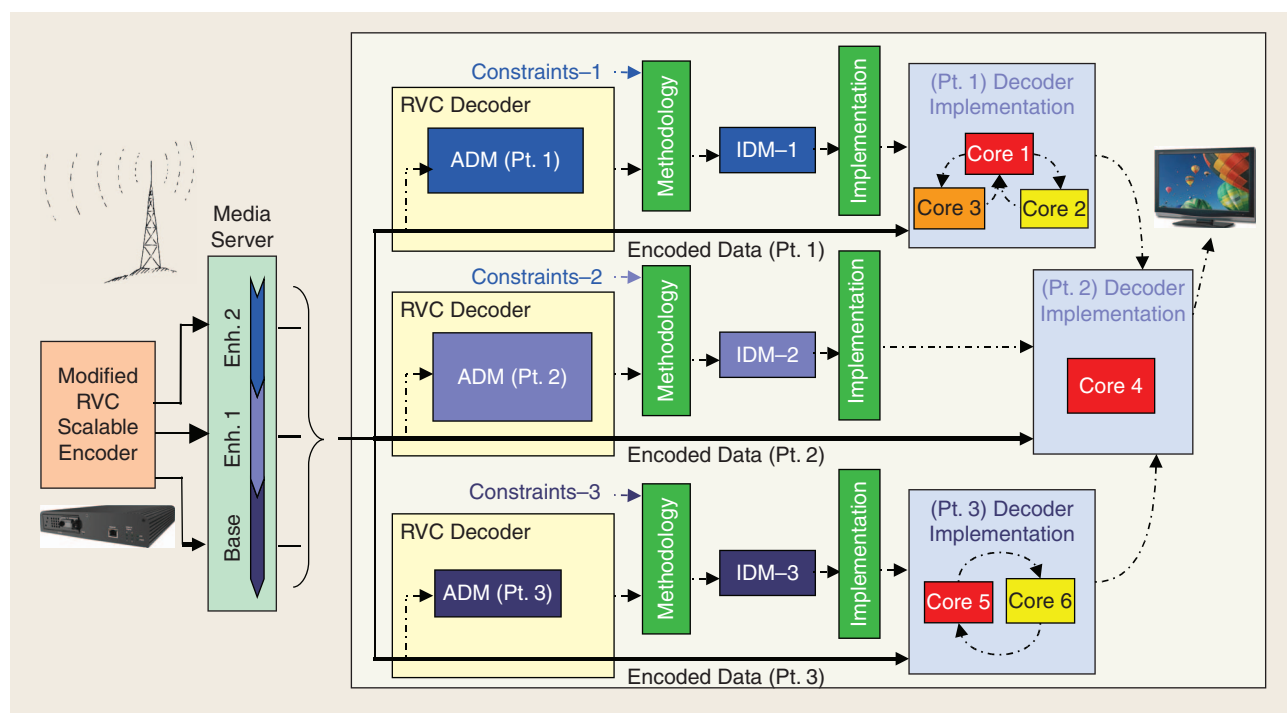 Constraints–1
RVC Decoder
ADM (Pt. 1)
Methodology
IDM–1
Implementation
(Pt. 1) Decoder
Implementation
Core 1
Core 3
Core 2
Encoded Data (Pt. 1)
Media
Server
Enh. 2
Enh. 1
Base
Modified
RVC
Scalable
Encoder
Constraints–2
RVC Decoder
ADM (Pt. 2)
Methodology
IDM–2
Implementation
(Pt. 2) Decoder
Implementation
Core 4
Encoded Data (Pt. 2)
Constraints–3
RVC Decoder
ADM (Pt. 3)
Methodology
IDM–3
Implementation
(Pt. 3) Decoder
Implementation
Core 5
Core 6
Encoded Data (Pt. 3)